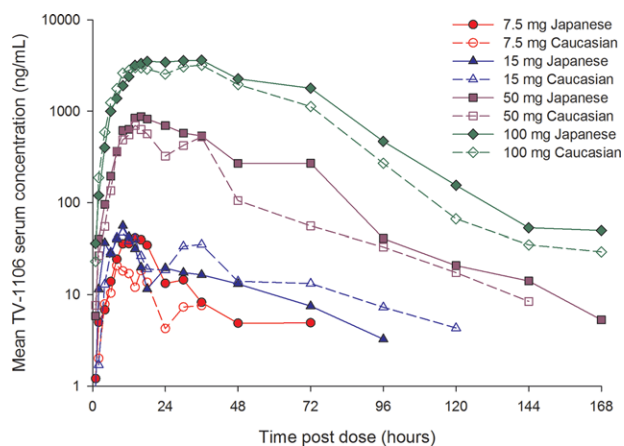 Mean TV-1106 serum concentration (ng/mL)
10000
1000
100
10
1
0 24 48 72 96 120 144 168
Time post dose (hours)
7.5 mg Japanese
7.5 mg Caucasian
15 mg Japanese
15 mg Caucasian
50 mg Japanese
50 mg Caucasian
100 mg Japanese
100 mg Caucasian